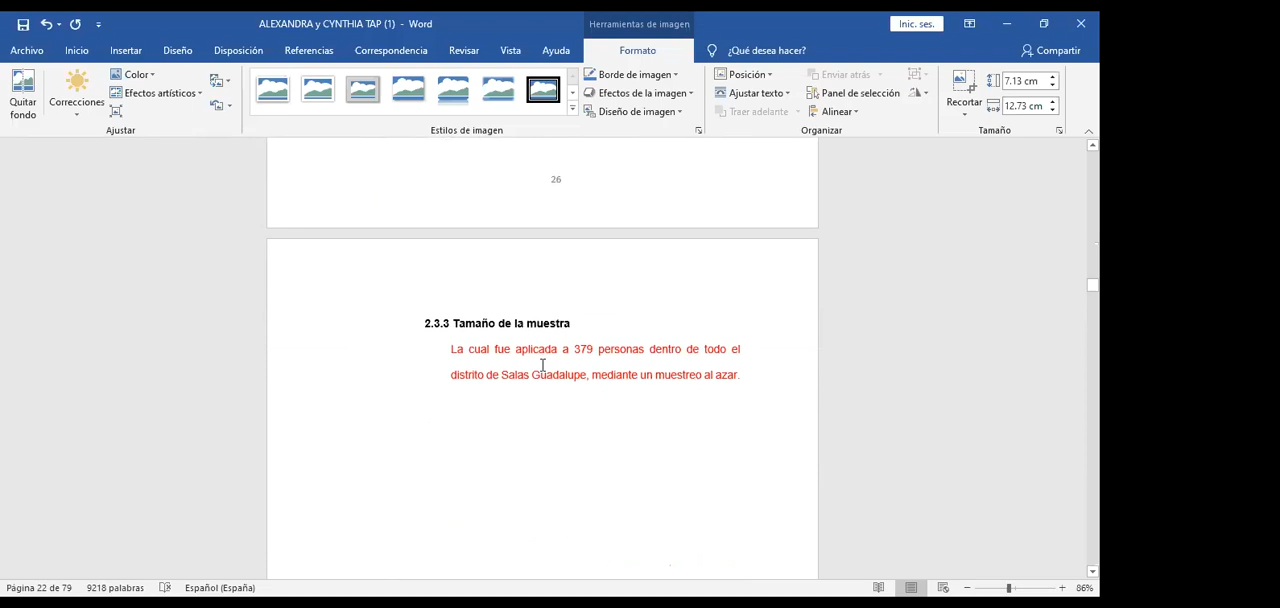 ALEXANDRA y CYNTHIA TAP (1) - Word
Herramientas de imagen
Inic. ses.
Archivo
Inicio
Insertar
Diseño
Disposición
Referencias
Correspondencia
Revisar
Vista
Ayuda
Formato
¿Qué desea hacer?
Compartir
Quitar fondo
Correcciones
Color
Efectos artísticos
Ajustar
Estilos de imagen
Borde de imagen
Efectos de la imagen
Diseño de imagen
Posición
Ajustar texto
Traer adelante
Enviar atrás
Panel de selección
Alinear
Organizar
Recortar
7.13 cm
12.73 cm
Tamaño
26
2.3.3 Tamaño de la muestra
La cual fue aplicada a 379 personas dentro de todo el
distrito de Salas Guadalupe, mediante un muestreo al azar.
Página 22 de 79
9218 palabras
Español (España)
86%